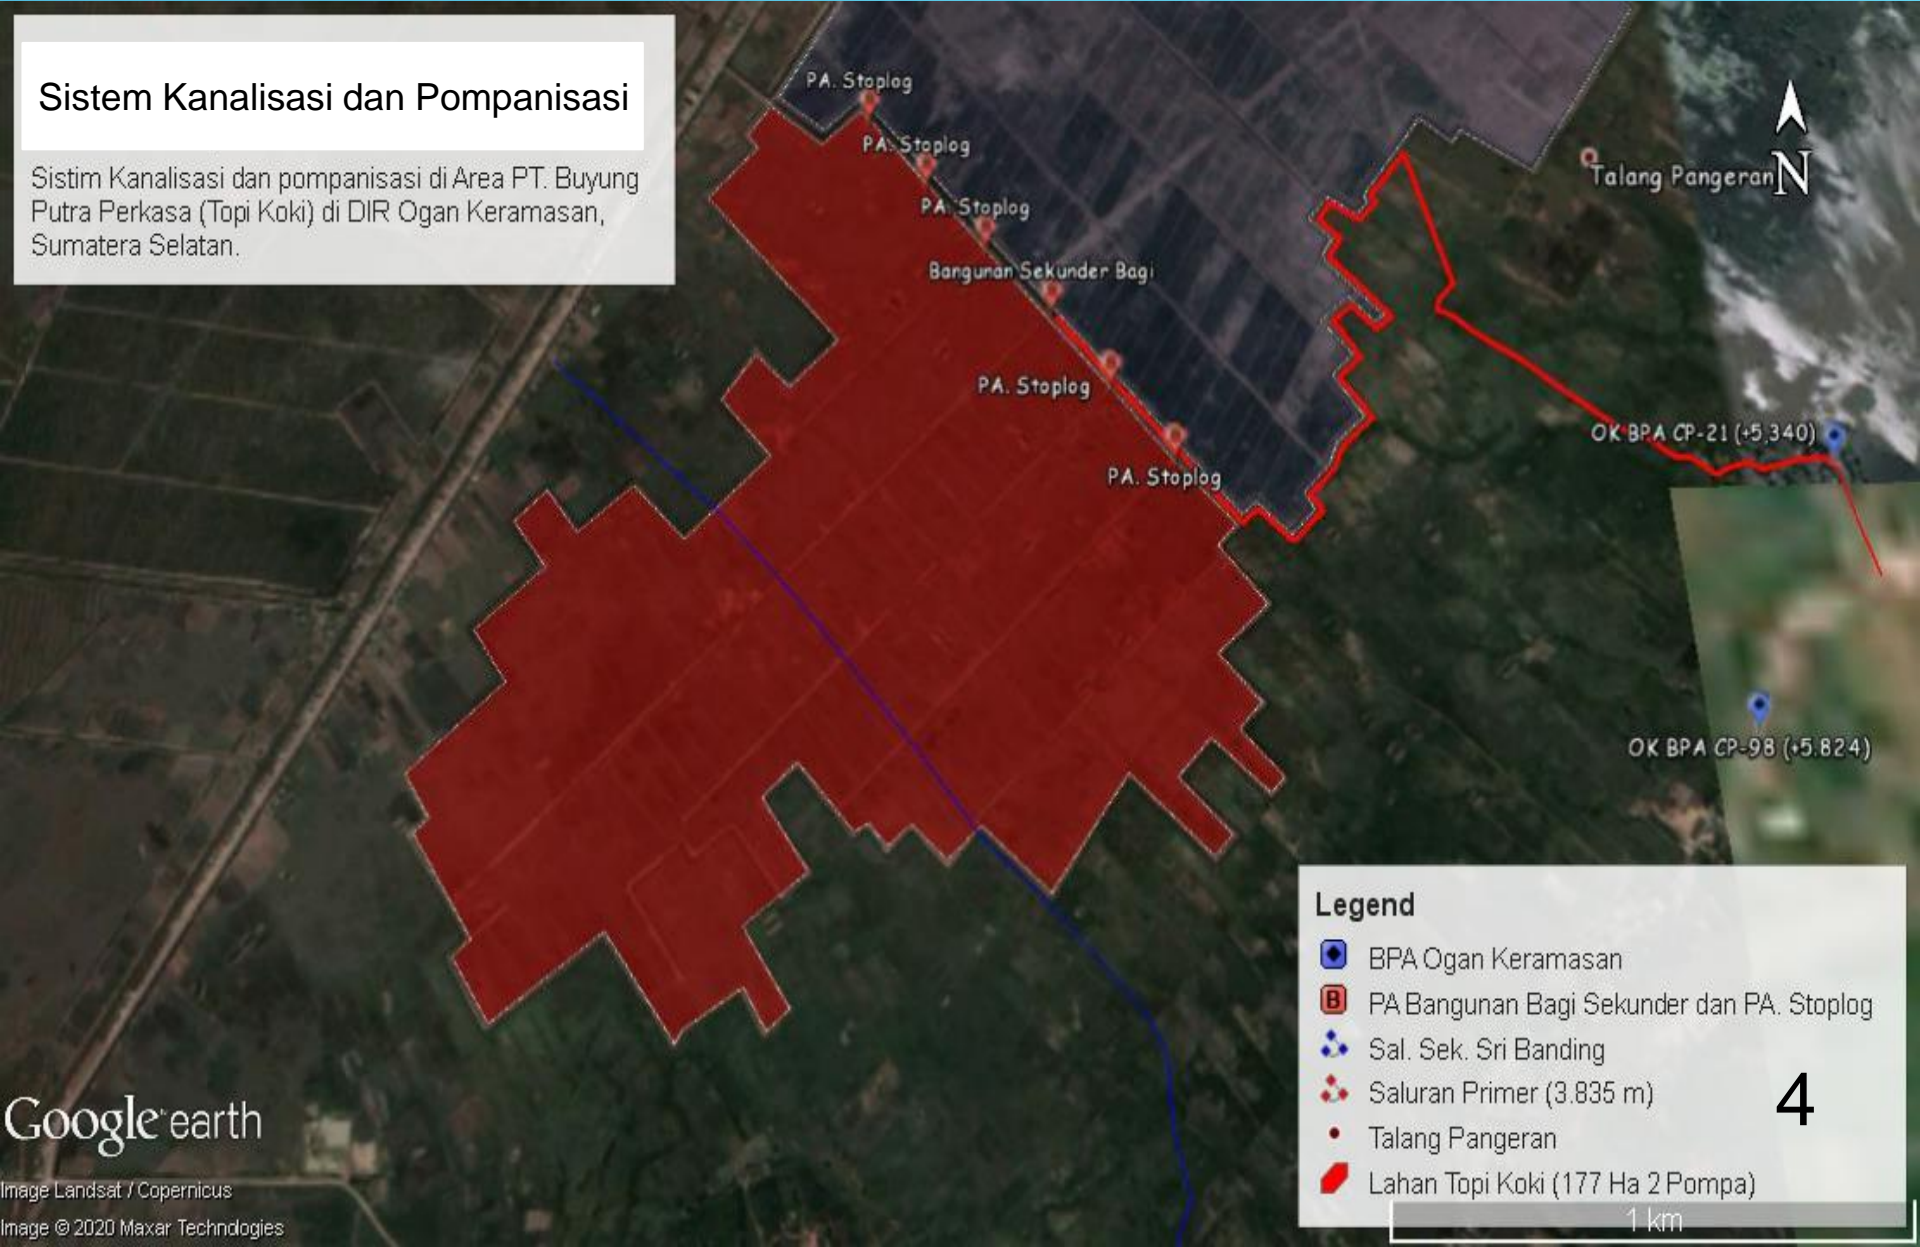 Sistem Kanalisasi dan Pompanisasi
Sistim Kanalisasi dan pompanisasi di Area PT. Buyung
Putra Perkasa (Topi Koki) di DIR Ogan Keramasan,
Sumatera Selatan.
PA. Stoplog
PA. Stoplog
PA. Stoplog
Bangunan Sekunder Bagi
PA. Stoplog
PA. Stoplog
Talang Pangeran
N
OK BPA CP-21 (+5,340)
OK BPA CP-98 (+5.824)
Legend
BPA Ogan Keramasan
B PA Bangunan Bagi Sekunder dan PA. Stoplog
Sal. Sek. Sri Banding
Saluran Primer (3.835 m)
Talang Pangeran
Lahan Topi Koki (177 Ha 2 Pompa)
4
1 km
Google earth
Image Landsat / Copernicus
Image © 2020 Maxar Technologies